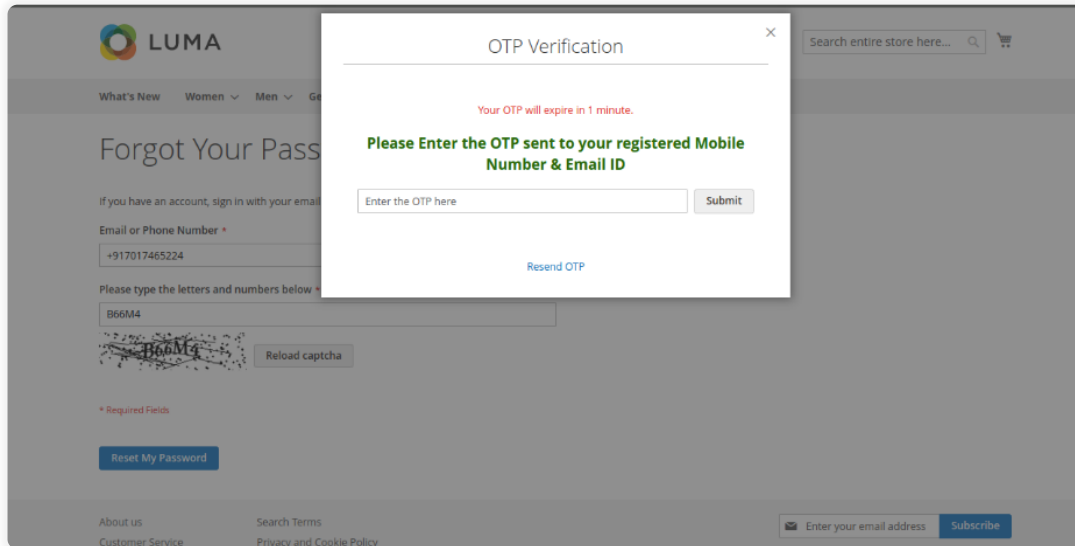 LUMA
Search entire store here...
What's New Women Men Ge
OTP Verification
Your OTP will expire in 1 minute.
Please Enter the OTP sent to your registered Mobile
Number & Email ID
Enter the OTP here
Submit
Resend OTP
Forgot Your Pass
If you have an account, sign in with your email
Email or Phone Number *
+917017465224
Please type the letters and numbers below *
B66M4
B66M4
Reload captcha
* Required Fields
Reset My Password
About us
Customer Service
Search Terms
Privacy and Cookie Policy
Enter your email address
Subscribe